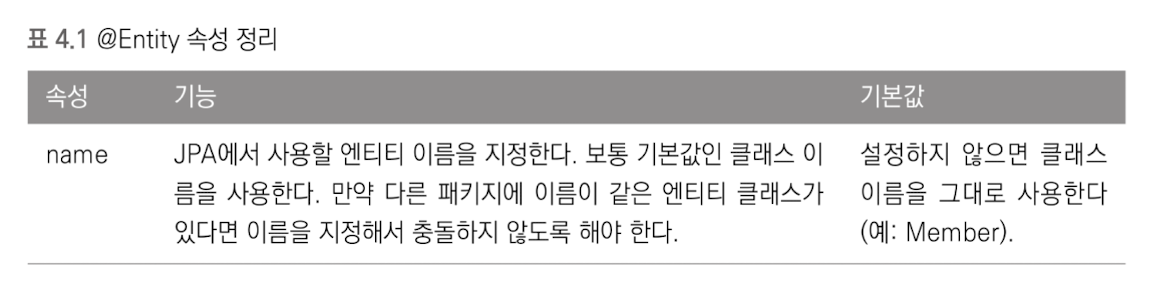 표 4.1 @Entity 속성 정리
속성 기능 기본값
name JPA에서 사용할 엔티티 이름을 지정한다. 보통 기본값인 클래스 이 설정하지 않으면 클래스
름을 사용한다. 만약 다른 패키지에 이름이 같은 엔티티 클래스가 이름을 그대로 사용한다
있다면 이름을 지정해서 충돌하지 않도록 해야 한다. (예: Member).